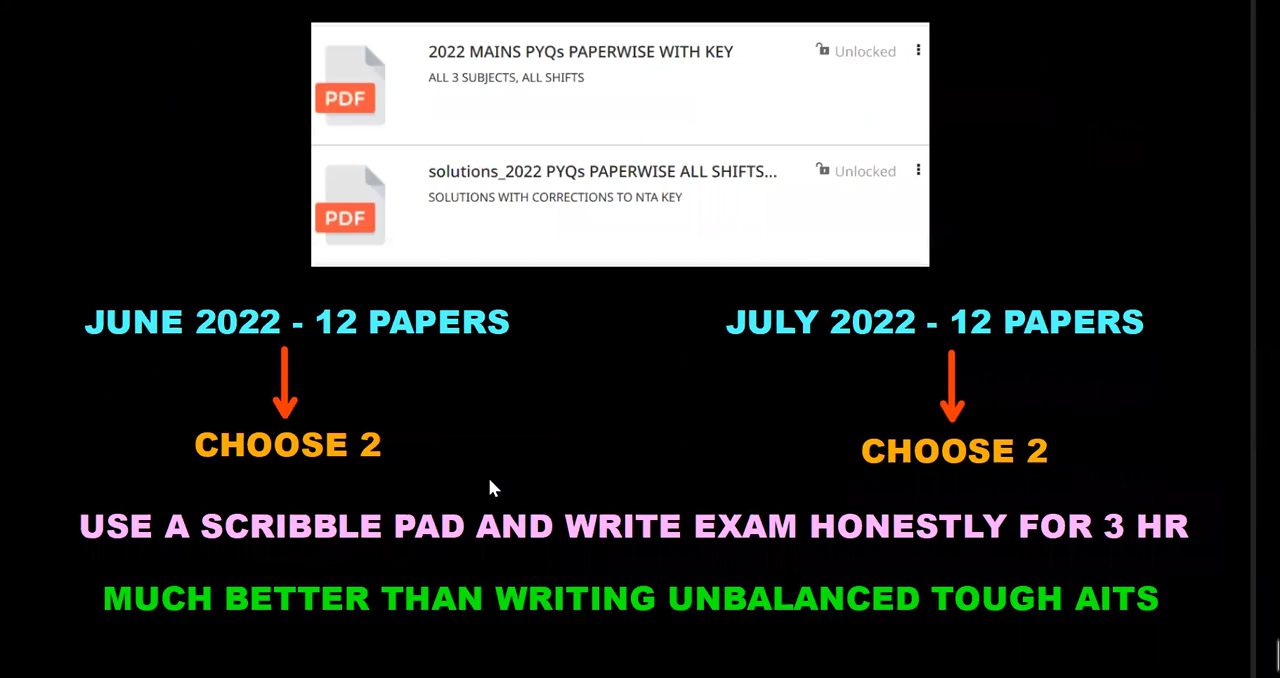 2022 MAINS PYQs PAPERWISE WITH KEY
Unlocked
ALL 3 SUBJECTS, ALL SHIFTS
PDF
solutions_2022 PYQs PAPERWISE ALL SHIFTS...
Unlocked
SOLUTIONS WITH CORRECTIONS TO NTA KEY
PDF
JUNE 2022 - 12 PAPERS
JULY 2022 - 12 PAPERS
CHOOSE 2
CHOOSE 2
USE A SCRIBBLE PAD AND WRITE EXAM HONESTLY FOR 3 HR
MUCH BETTER THAN WRITING UNBALANCED TOUGH AITS